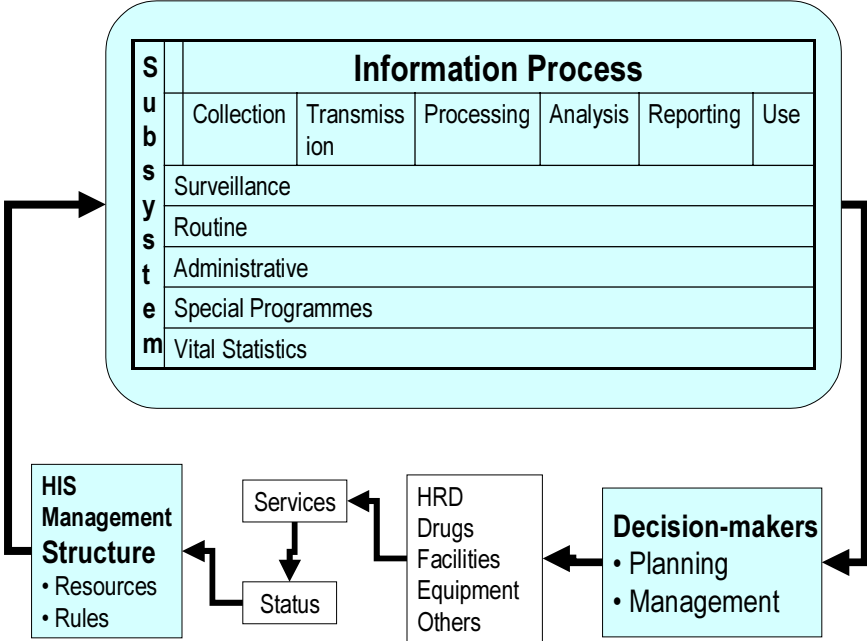 Subsystem
Information Process
Collection
Transmiss
ion
Processing
Analysis
Reporting
Use
Surveillance
Routine
Administrative
Special Programmes
Vital Statistics
HIS
Management
Structure
• Resources
• Rules
Services
Status
HRD
Drugs
Facilities
Equipment
Others
Decision-makers
• Planning
• Management